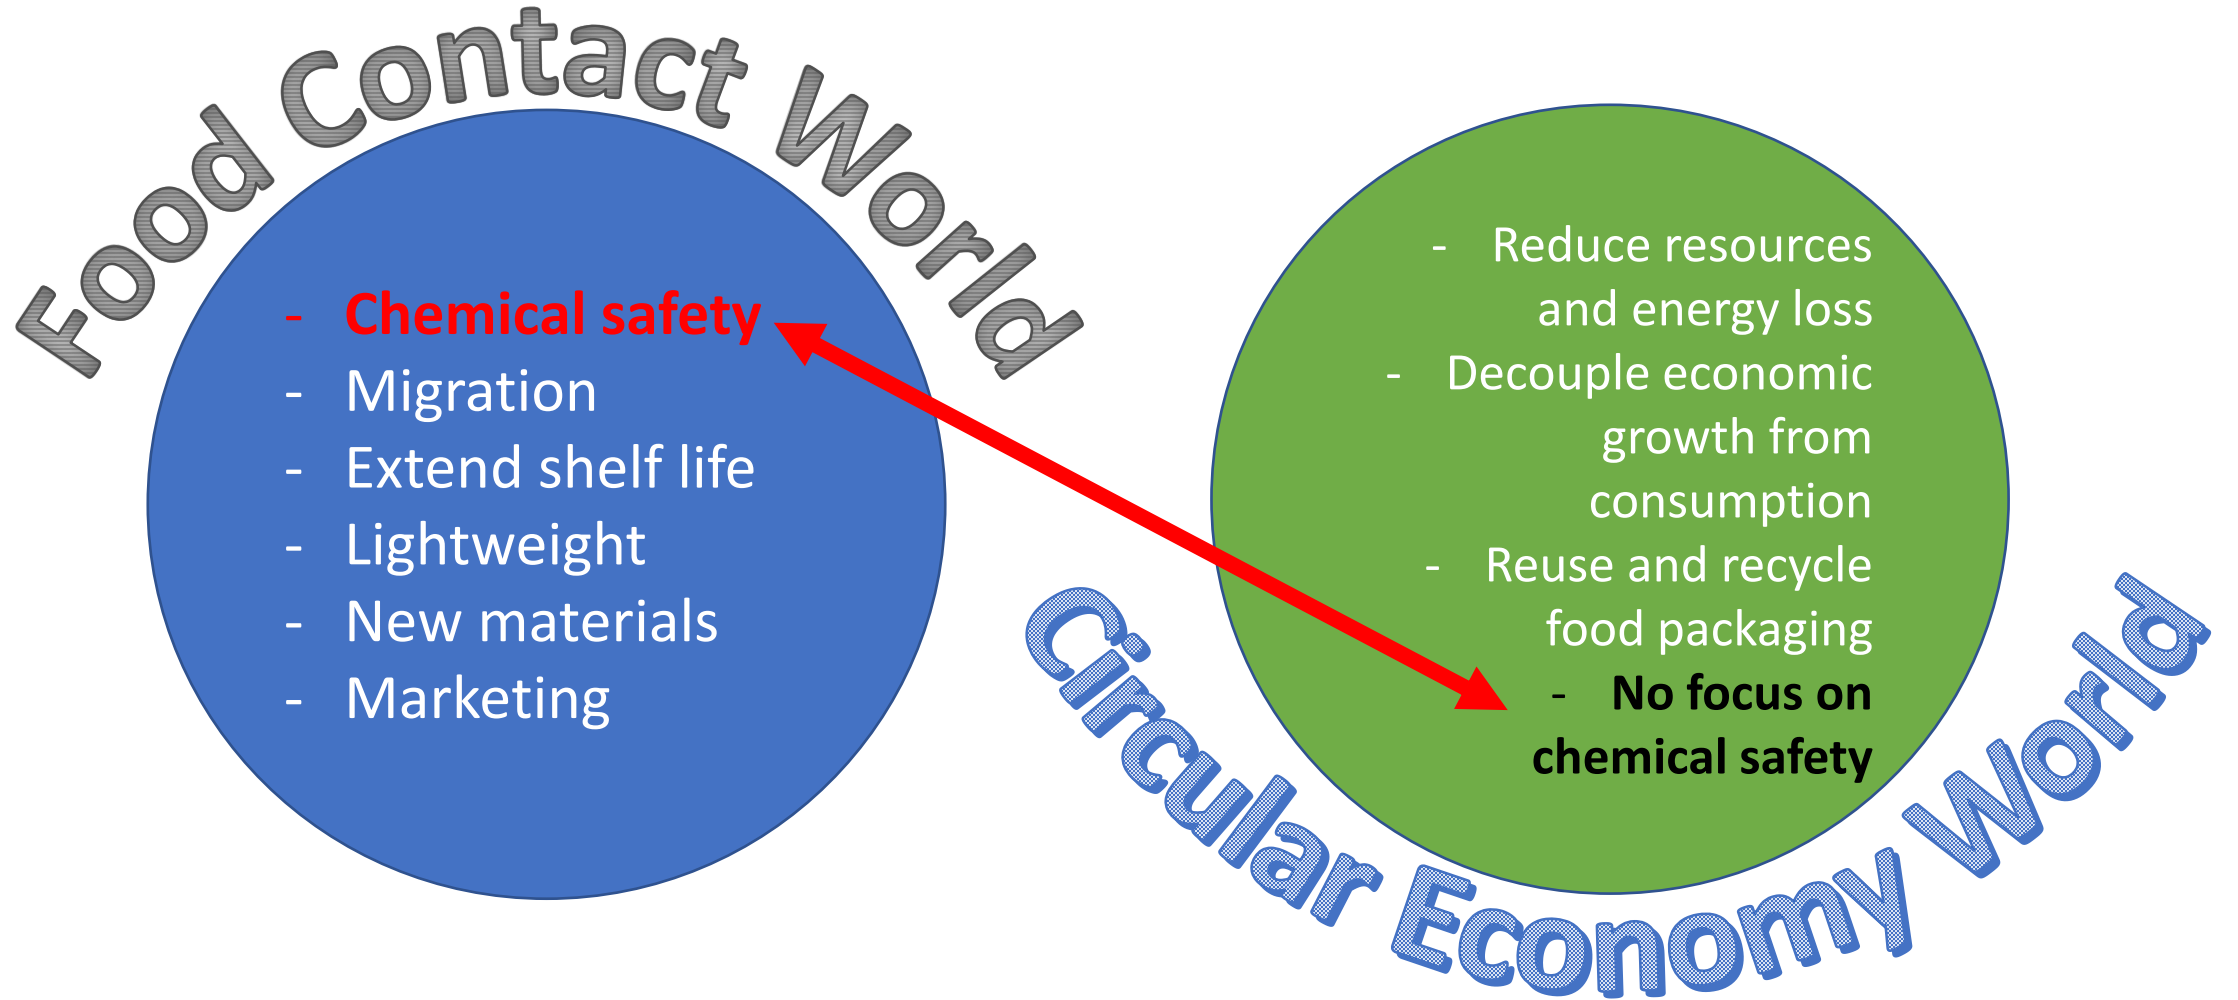 Food Contact World
- Chemical safety
- Migration
- Extend shelf life
- Lightweight
- New materials
- Marketing
- Reduce resources
and energy loss
- Decouple economic
growth from
consumption
- Reuse and recycle
food packaging
- No focus on
chemical safety
Circular Economy World